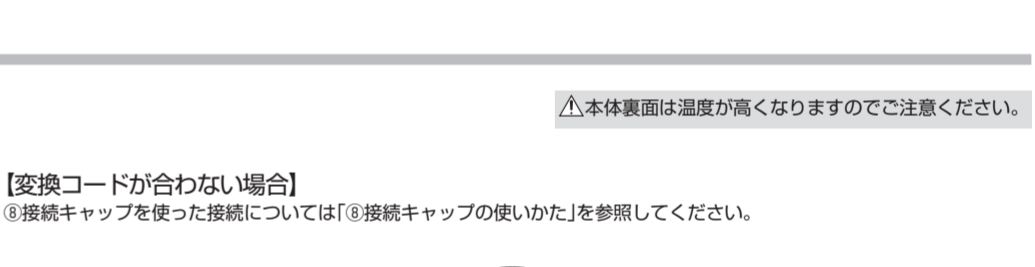 ⚠本体裏面は温度が高くなりますのでご注意ください。
【変換コードが合わない場合】
⑧接続キャップを使った接続については「⑧接続キャップの使いかた」を参照してください。